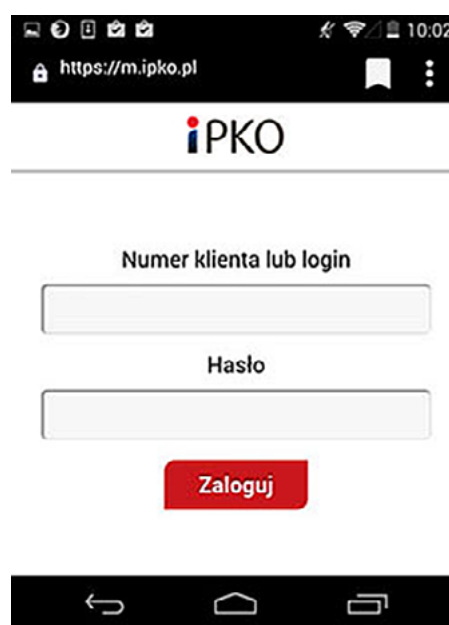 10:02
https://m.ipko.pl
iPKO
Numer klienta lub login
Hasło
Zaloguj